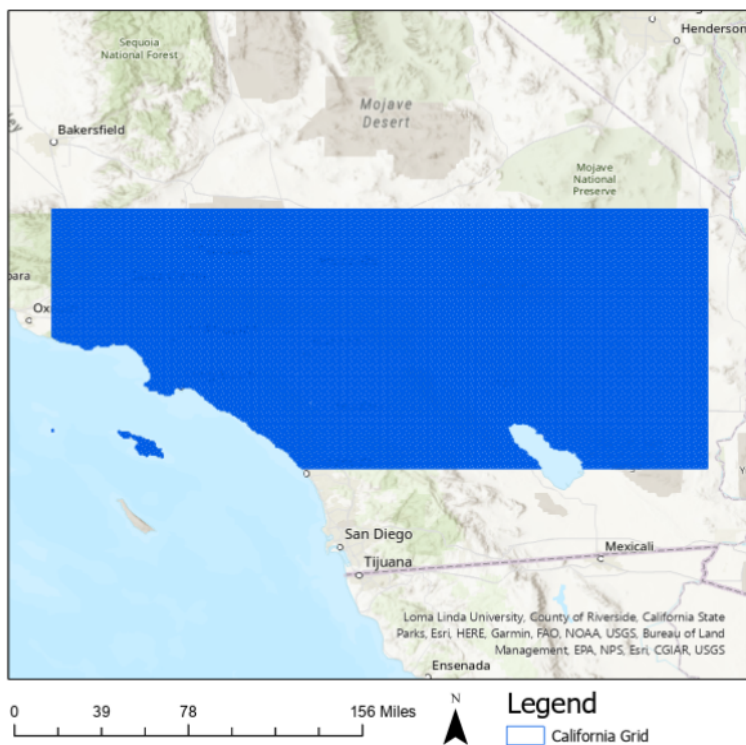 Henderson
Sequoia
National Forest
Mojave
Desert
Bakersfield
Mojave
National
Preserve
San Diego
Mexicali
Tijuana
Loma Linda University, County of Riverside, California State
Parks, Esri, HERE, Garmin, FAO, NOAA, USGS, Bureau of Land
Management, EPA, NPS, Esri, CGIAR, USGS
Ensenada
0 39 78 156 Miles
N
Legend
California Grid